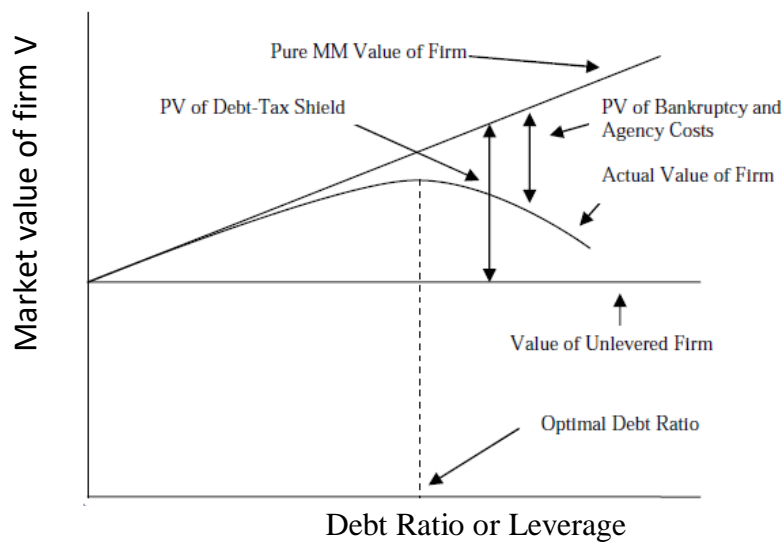 Market value of firm V
Pure MM Value of Firm
PV of Debt-Tax Shield
PV of Bankruptcy and
Agency Costs
Actual Value of Firm
Value of Unlevered Firm
Optimal Debt Ratio
Debt Ratio or Leverage